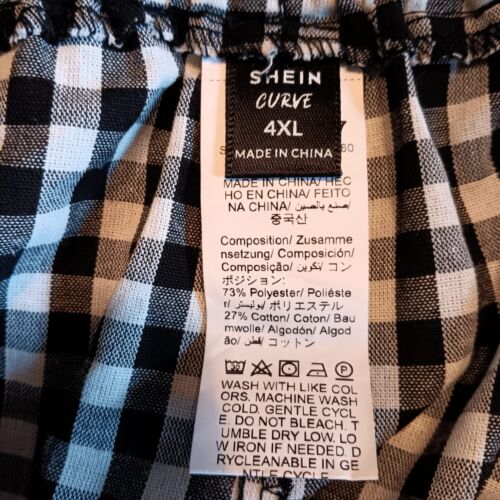 SHEIN
CURVE
4XL
MADE IN CHINA
60
MADE IN CHINA/ HEC
HO EN CHINA/ FEITO
NA CHINA/ صنع بالصين/
중국산
Composition/ Zusamme
nsetzung/ Composición/
Composição/ تكوين/ コン
ポジション:
73% Polyester/ Poliéste
r/ بوليستر/ ポリエステル
27% Cotton/ Coton/ Bau
mwolle/ Algodón/ Algod
ão/ قطن/ コットン
WASH WITH LIKE COL
ORS. MACHINE WASH
COLD. GENTLE CYCL
E. DO NOT BLEACH. T
UMBLE DRY LOW. LO
W IRON IF NEEDED. D
RYCLEANABLE IN GE
NTLE CYCLE